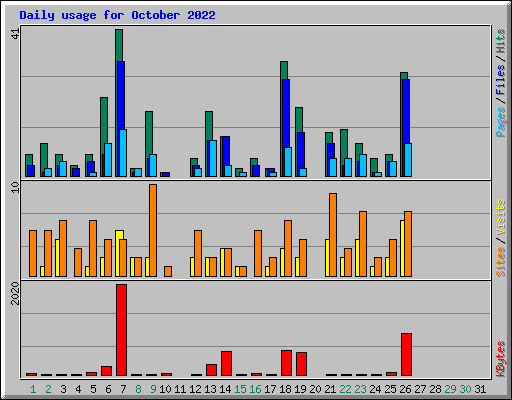 Daily usage for October 2022
41
Pages / Files / Hits
10
Sites / Visits
2020
KBytes
1 2 3 4 5 6 7 8 9 10 11 12 13 14 15 16 17 18 19 20 21 22 23 24 25 26 27 28 29 30 31